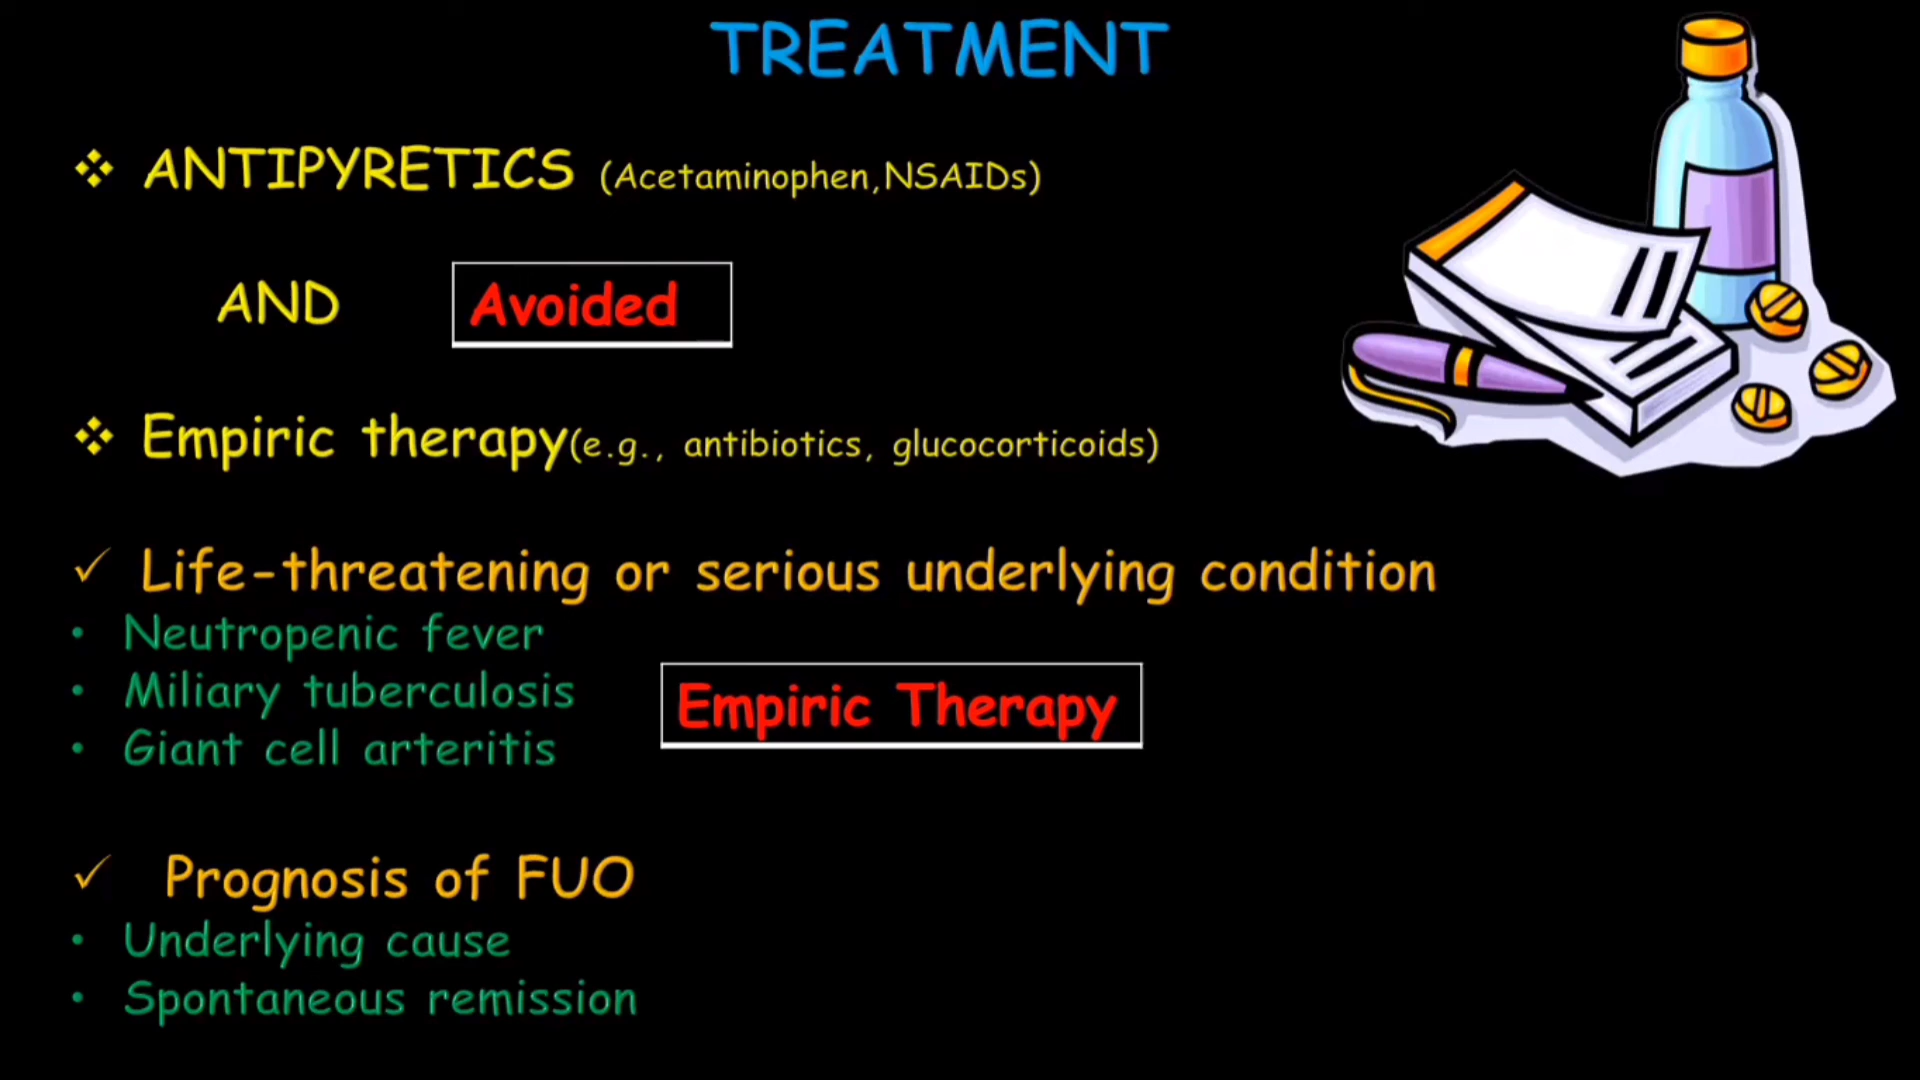 TREATMENT
❖ ANTIPYRETICS (Acetaminophen,NSAIDs)
AND Avoided
❖ Empiric therapy(e.g., antibiotics, glucocorticoids)
✓ Life-threatening or serious underlying condition
• Neutropenic fever
• Miliary tuberculosis
Empiric Therapy
• Giant cell arteritis
✓ Prognosis of FUO
• Underlying cause
• Spontaneous remission